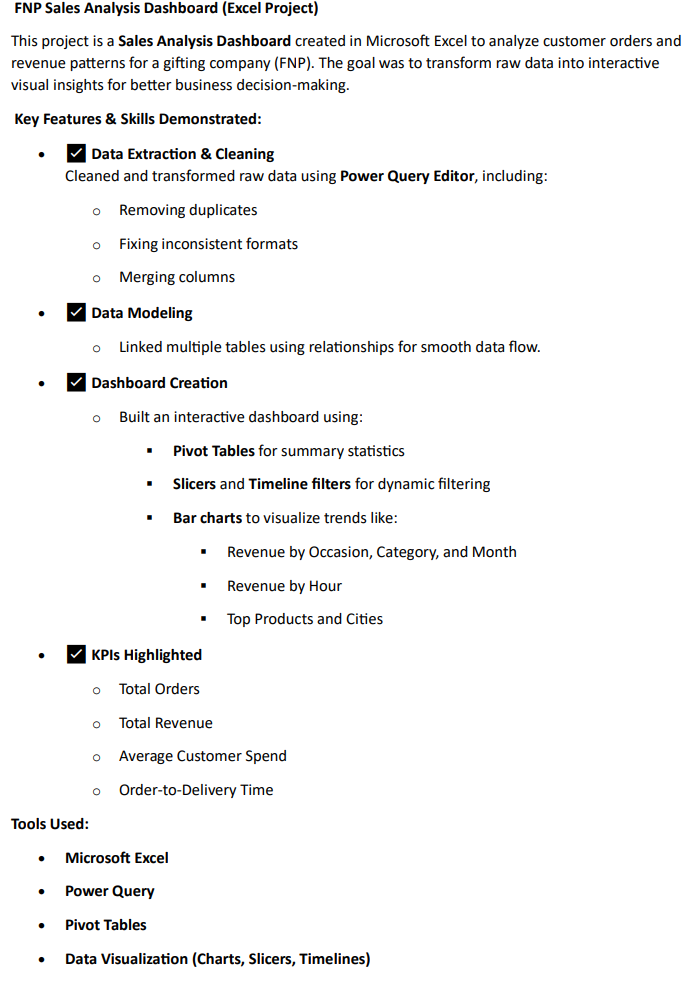 FNP Sales Analysis Dashboard (Excel Project)
This project is a Sales Analysis Dashboard created in Microsoft Excel to analyze customer orders and
revenue patterns for a gifting company (FNP). The goal was to transform raw data into interactive
visual insights for better business decision-making.
Key Features & Skills Demonstrated:
• ✅ Data Extraction & Cleaning
Cleaned and transformed raw data using Power Query Editor, including:
o Removing duplicates
o Fixing inconsistent formats
o Merging columns
• ✅ Data Modeling
o Linked multiple tables using relationships for smooth data flow.
• ✅ Dashboard Creation
o Built an interactive dashboard using:
▪ Pivot Tables for summary statistics
▪ Slicers and Timeline filters for dynamic filtering
▪ Bar charts to visualize trends like:
▪ Revenue by Occasion, Category, and Month
▪ Revenue by Hour
▪ Top Products and Cities
• ✅ KPIs Highlighted
o Total Orders
o Total Revenue
o Average Customer Spend
o Order-to-Delivery Time
Tools Used:
• Microsoft Excel
• Power Query
• Pivot Tables
• Data Visualization (Charts, Slicers, Timelines)